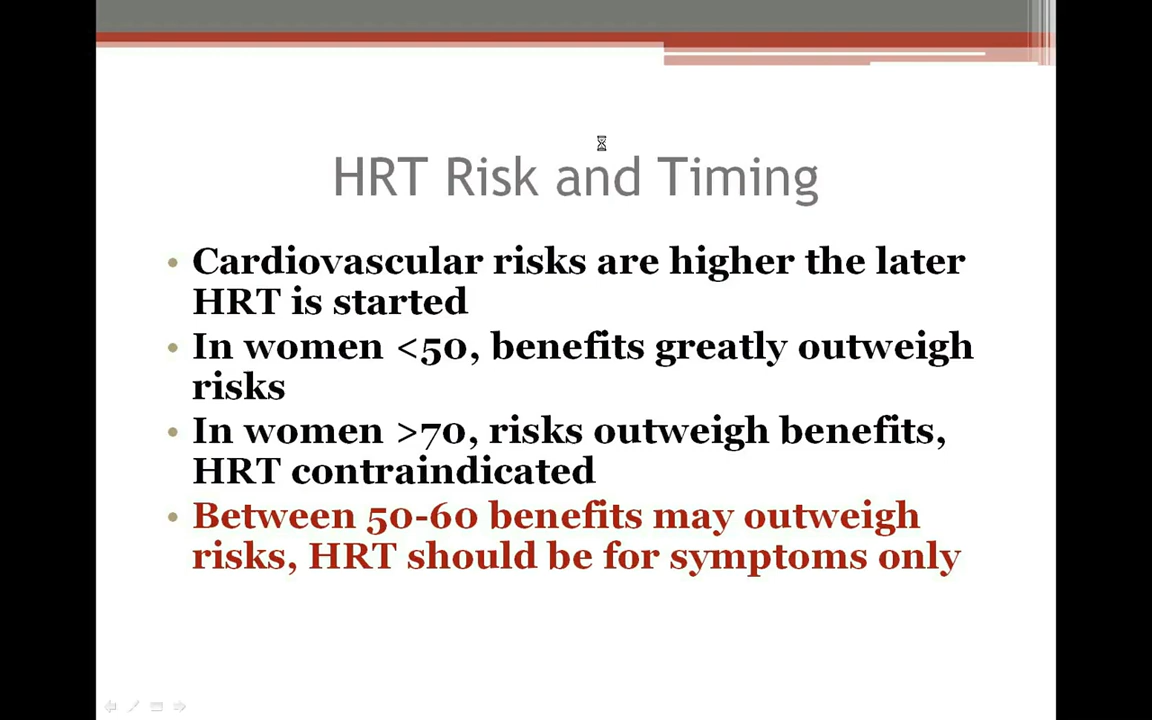 HRT Risk and Timing
• Cardiovascular risks are higher the later
HRT is started
• In women <50, benefits greatly outweigh
risks
• In women >70, risks outweigh benefits,
HRT contraindicated
• Between 50-60 benefits may outweigh
risks, HRT should be for symptoms only